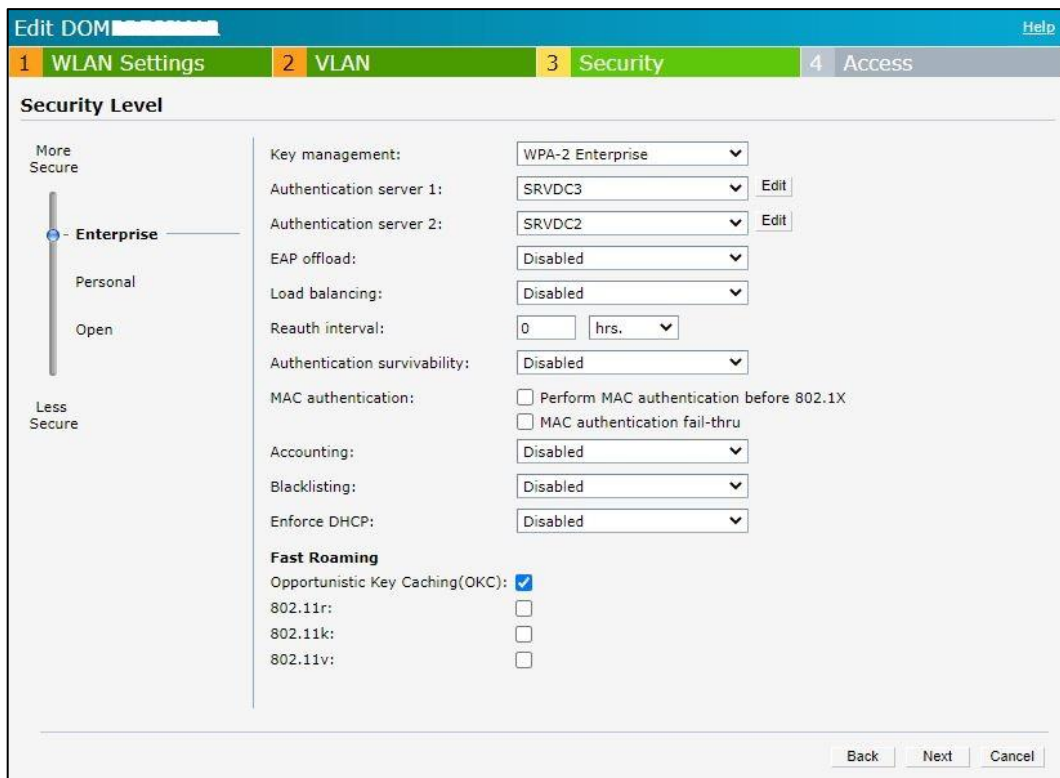 Edit DOM
Help
1 WLAN Settings 2 VLAN 3 Security 4 Access
Security Level
More
Secure
Enterprise
Personal
Open
Less
Secure
Key management: WPA-2 Enterprise
Authentication server 1: SRVDC3 Edit
Authentication server 2: SRVDC2 Edit
EAP offload: Disabled
Load balancing: Disabled
Reauth interval: 0 hrs.
Authentication survivability: Disabled
MAC authentication: Perform MAC authentication before 802.1X
MAC authentication fail-thru
Accounting: Disabled
Blacklisting: Disabled
Enforce DHCP: Disabled
Fast Roaming
Opportunistic Key Caching(OKC):
802.11r:
802.11k:
802.11v:
Back Next Cancel